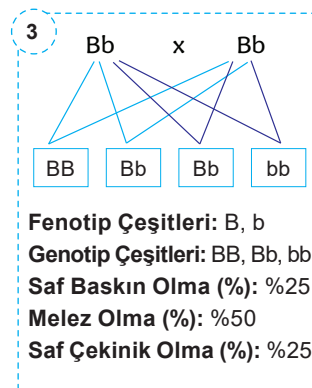 3
Bb x Bb
BB Bb Bb bb
Fenotip Çeşitleri: B, b
Genotip Çeşitleri: BB, Bb, bb
Saf Baskın Olma (%): %25
Melez Olma (%): %50
Saf Çekinik Olma (%): %25